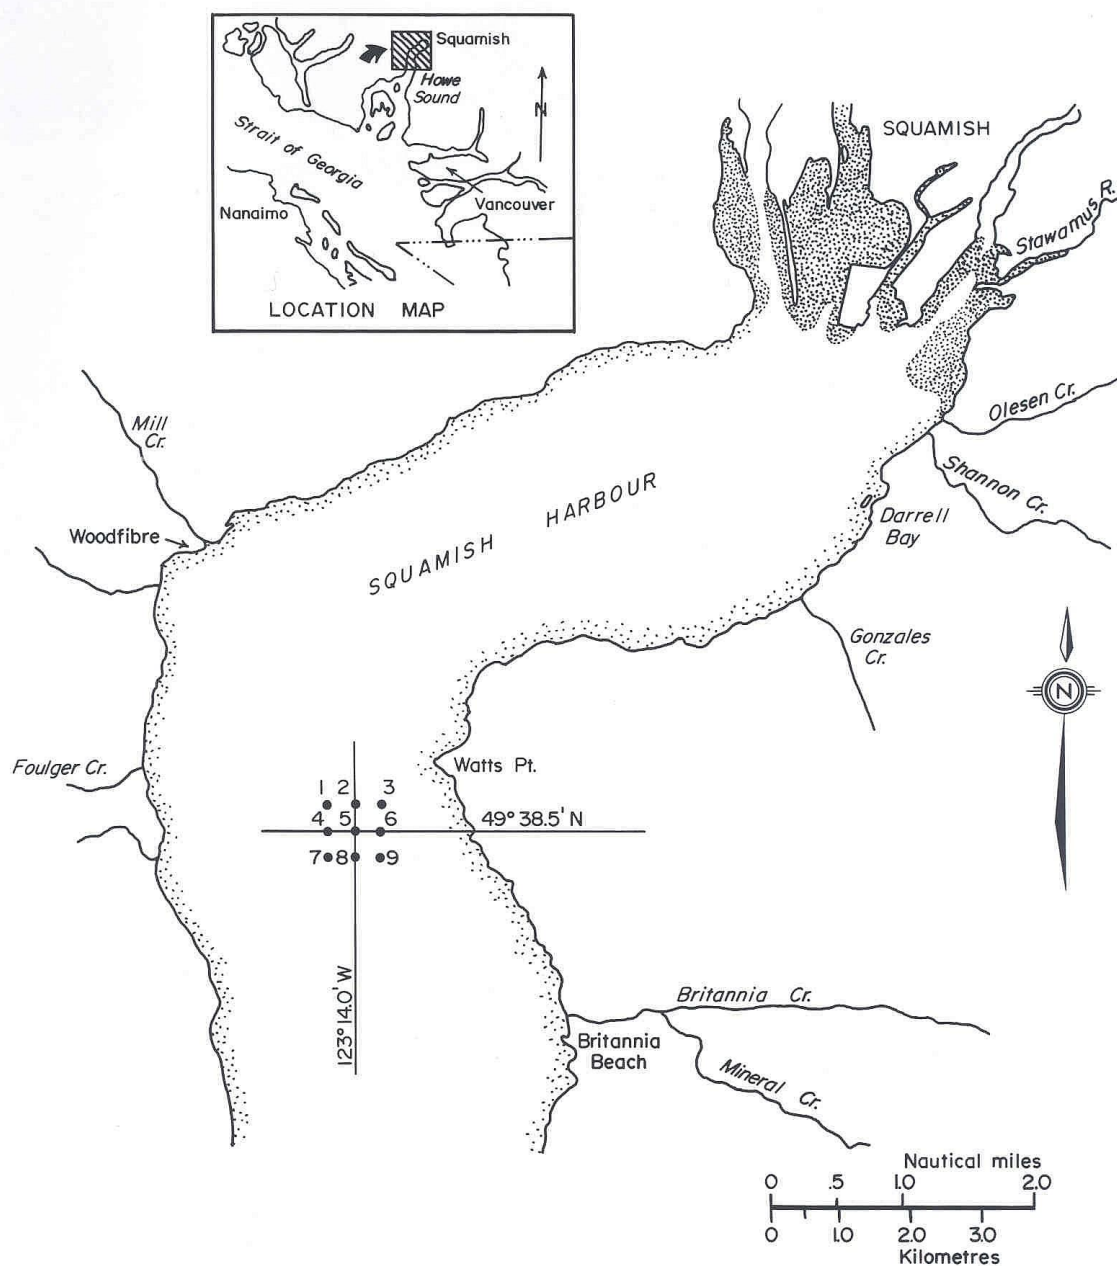 Squamish
Howe
Sound
N
Strait of Georgia
Nanaimo
Vancouver
LOCATION MAP
SQUAMISH
Stawamus R.
Mill
Cr.
Olesen Cr.
Shannon Cr.
Woodfibre
SQUAMISH HARBOUR
Darrell
Bay
Gonzales
Cr.
N
Foulger Cr.
Watts Pt.
1 2 3
4 5 6
49° 38.5' N
7 8 9
123° 14.0' W
Britannia Cr.
Britannia
Beach
Mineral Cr.
Nautical miles
0 .5 1.0 2.0
0 1.0 2.0 3.0
Kilometres